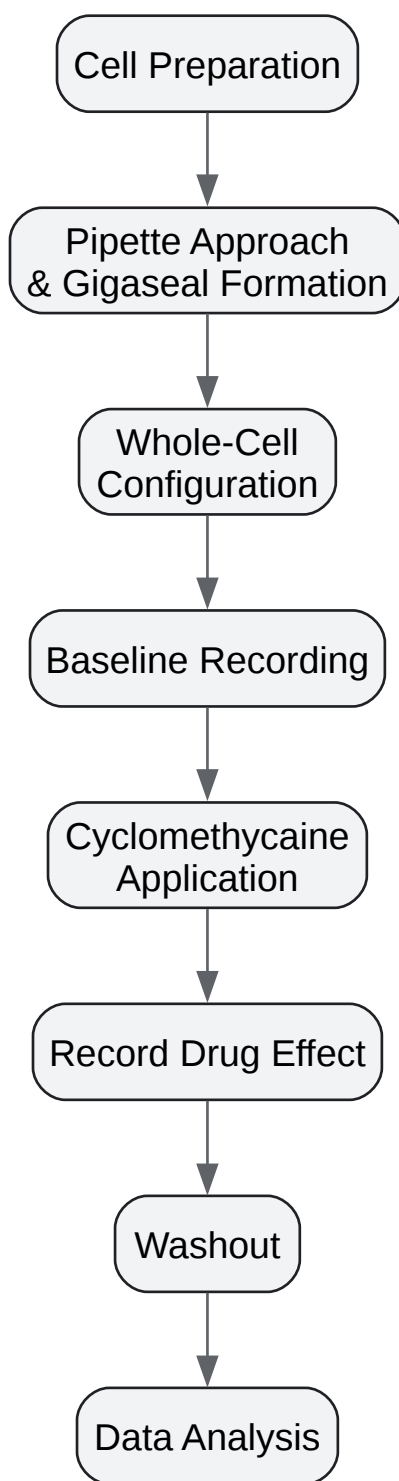 Cell Preparation
Pipette Approach
& Gigaseal Formation
Whole-Cell
Configuration
Baseline Recording
Cyclomethycaine
Application
Record Drug Effect
Washout
Data Analysis